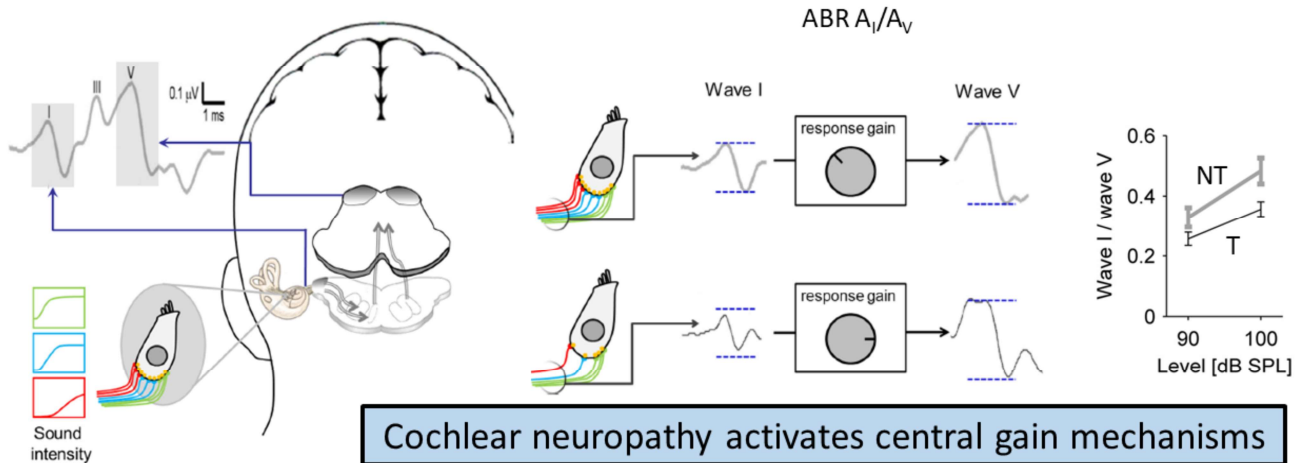 ABR A_I/A_V
I
III
V
0.1 μV
1 ms
Wave I
Wave V
response gain
response gain
Sound
intensity
Wave I / wave V
0.6
0.4
0.2
0
NT
T
90
100
Level [dB SPL]
Cochlear neuropathy activates central gain mechanisms